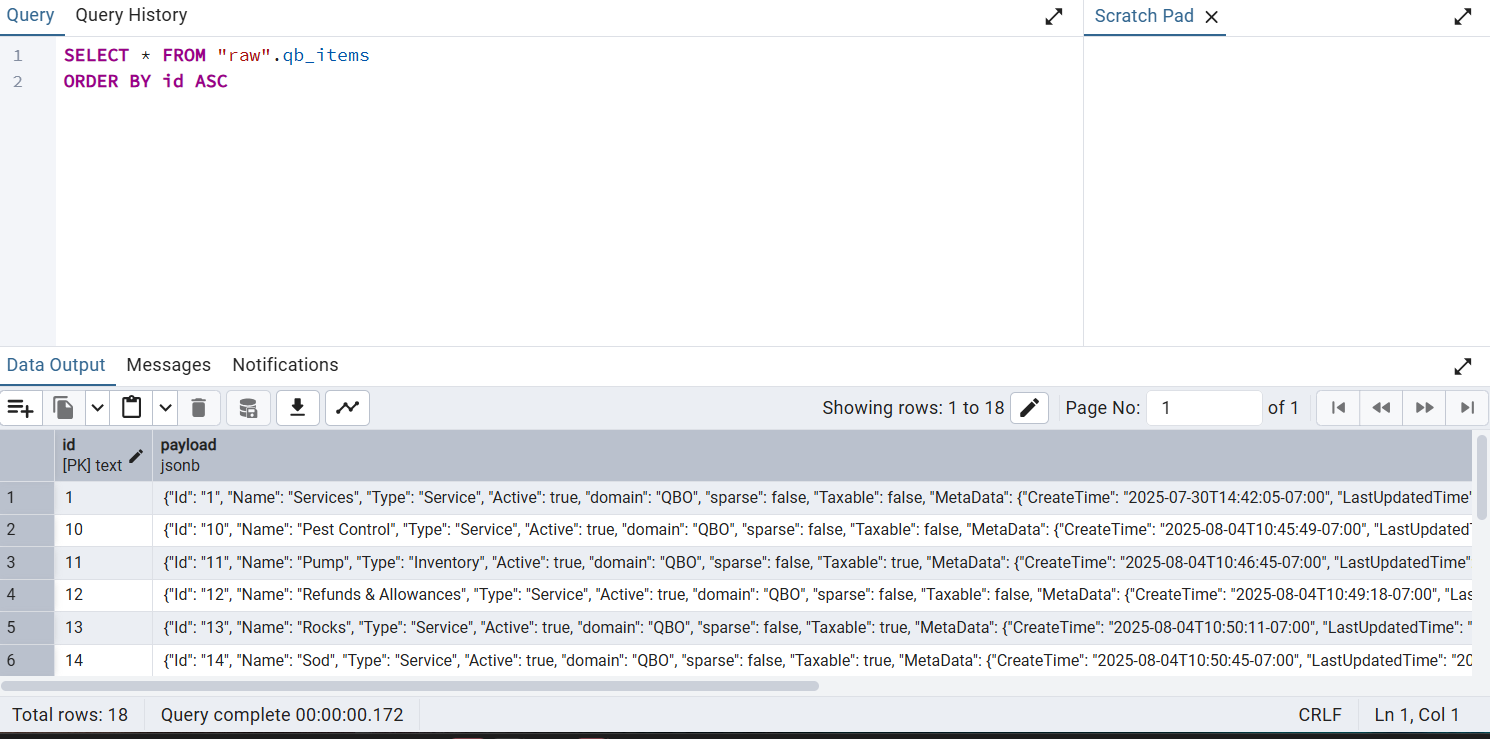 Query Query History
Scratch Pad
1 SELECT * FROM "raw".qb_items
2 ORDER BY id ASC
Data Output Messages Notifications
Showing rows: 1 to 18 Page No: 1 of 1
id payload
[PK] text jsonb
1 1 {"Id": "1", "Name": "Services", "Type": "Service", "Active": true, "domain": "QBO", "sparse": false, "Taxable": false, "MetaData": {"CreateTime": "2025-07-30T14:42:05-07:00", "LastUpdatedTime"
2 10 {"Id": "10", "Name": "Pest Control", "Type": "Service", "Active": true, "domain": "QBO", "sparse": false, "Taxable": false, "MetaData": {"CreateTime": "2025-08-04T10:45:49-07:00", "LastUpdatedT
3 11 {"Id": "11", "Name": "Pump", "Type": "Inventory", "Active": true, "domain": "QBO", "sparse": false, "Taxable": true, "MetaData": {"CreateTime": "2025-08-04T10:46:45-07:00", "LastUpdatedTime"
4 12 {"Id": "12", "Name": "Refunds & Allowances", "Type": "Service", "Active": true, "domain": "QBO", "sparse": false, "Taxable": false, "MetaData": {"CreateTime": "2025-08-04T10:49:18-07:00", "Las
5 13 {"Id": "13", "Name": "Rocks", "Type": "Service", "Active": true, "domain": "QBO", "sparse": false, "Taxable": true, "MetaData": {"CreateTime": "2025-08-04T10:50:11-07:00", "LastUpdatedTime": "
6 14 {"Id": "14", "Name": "Sod", "Type": "Service", "Active": true, "domain": "QBO", "sparse": false, "Taxable": true, "MetaData": {"CreateTime": "2025-08-04T10:50:45-07:00", "LastUpdatedTime": "20
Total rows: 18 Query complete 00:00:00.172 CRLF Ln 1, Col 1